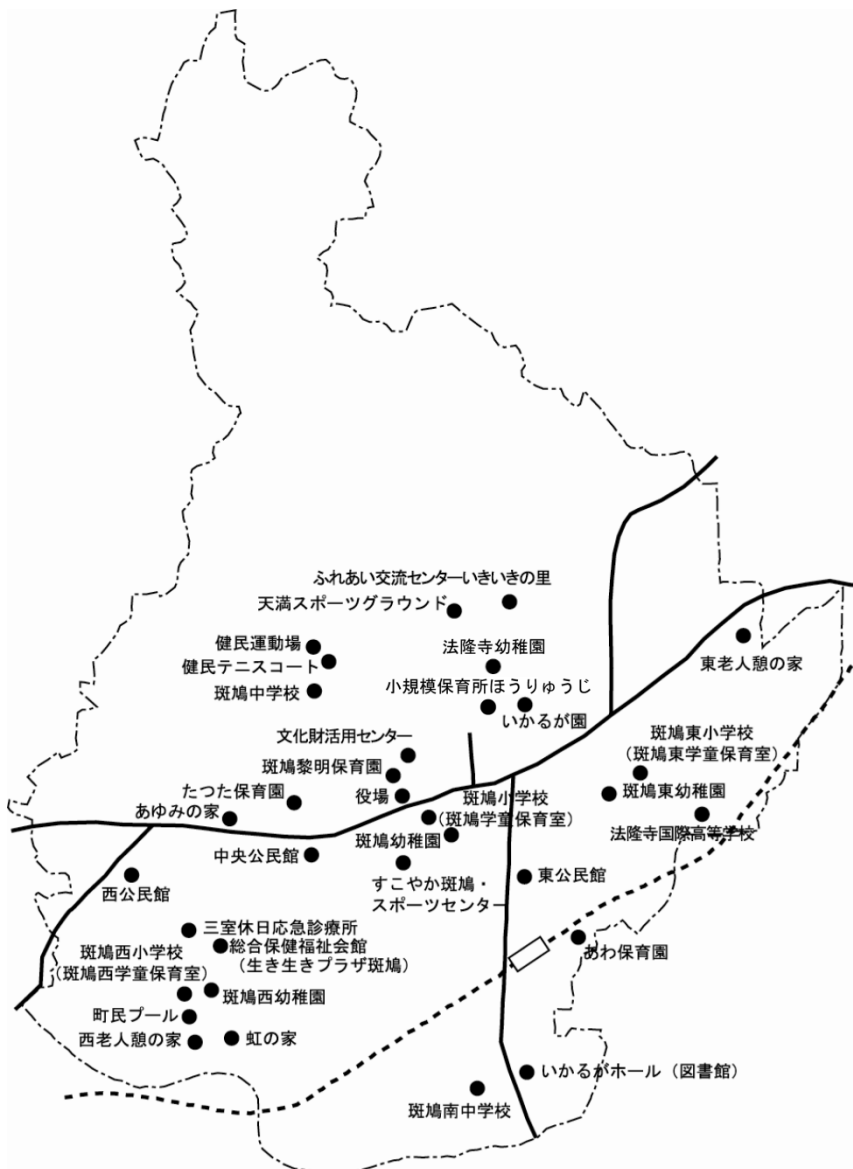 ふれあい交流センターいきいきの里
天満スポーツグラウンド
健民運動場
法隆寺幼稚園
東老人憩の家
健民テニスコート
小規模保育所ほうりゅうじ
斑鳩中学校
いかるが園
文化財活用センター
斑鳩東小学校
(斑鳩東学童保育室)
斑鳩黎明保育園
たつた保育園
役場
斑鳩小学校
(斑鳩学童保育室)
斑鳩東幼稚園
あゆみの家
法隆寺国際高等学校
斑鳩幼稚園
中央公民館
すこやか斑鳩・
スポーツセンター
東公民館
西公民館
三室休日応急診療所
斑鳩西小学校
(斑鳩西学童保育室)
総合保健福祉会館
(生き生きプラザ斑鳩)
あわ保育園
斑鳩西幼稚園
町民プール
西老人憩の家
虹の家
いかるがホール(図書館)
斑鳩南中学校